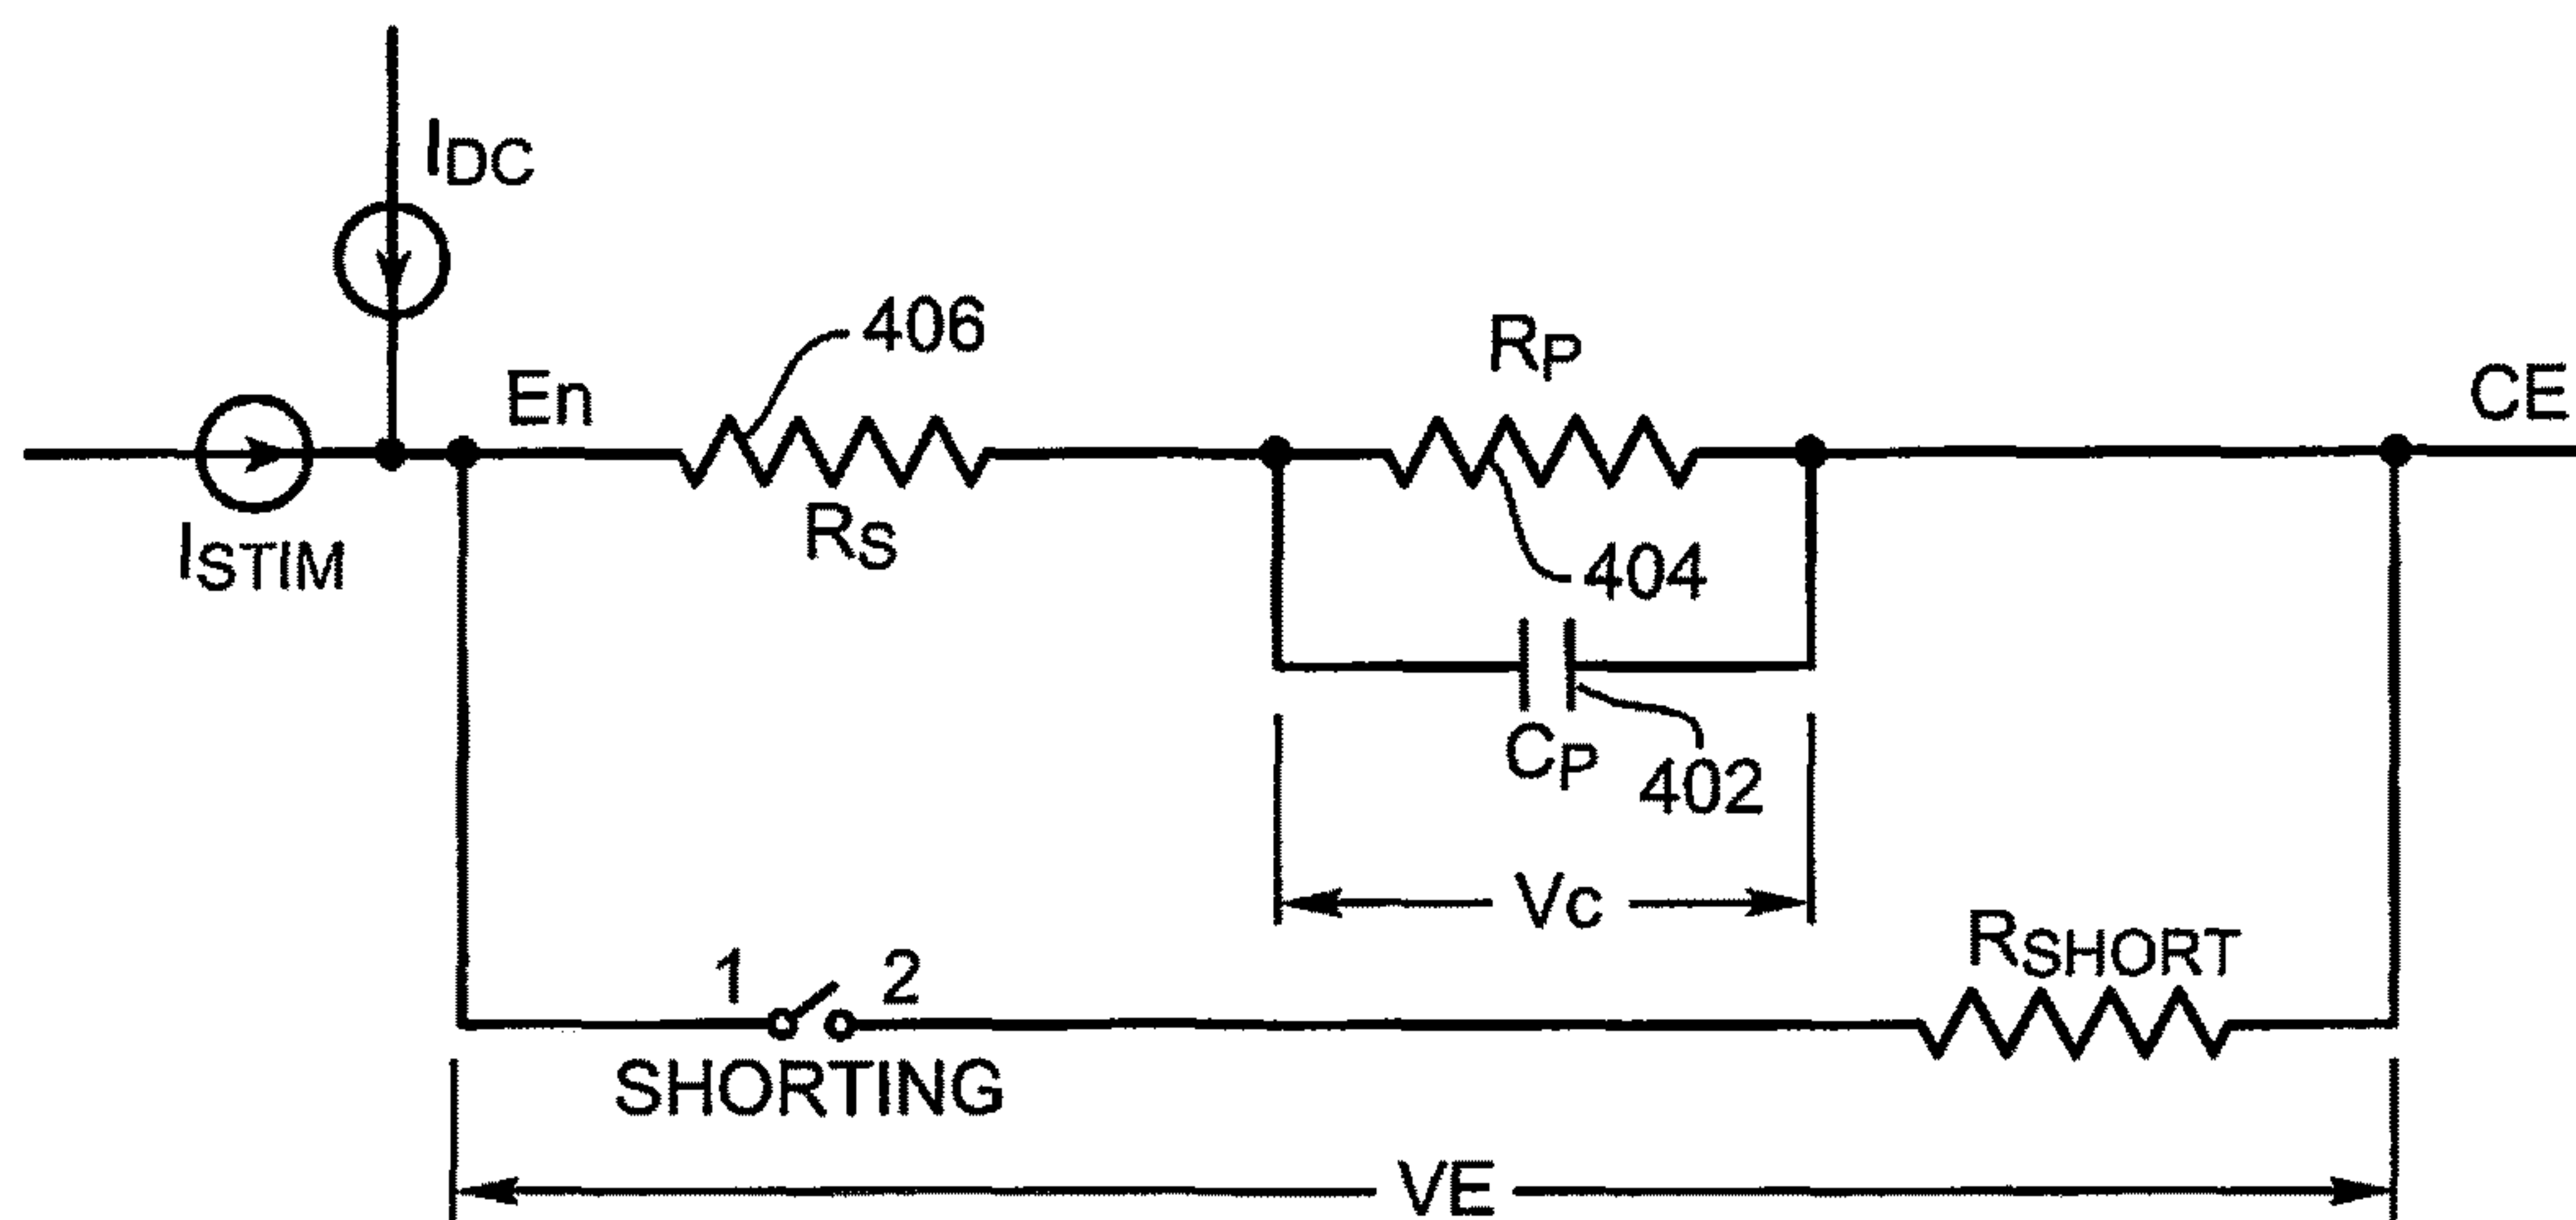 IDC
406
RP
CE
En
ISTIM
RS
404
CP
402
Vc
RSHORT
1 2
SHORTING
VE